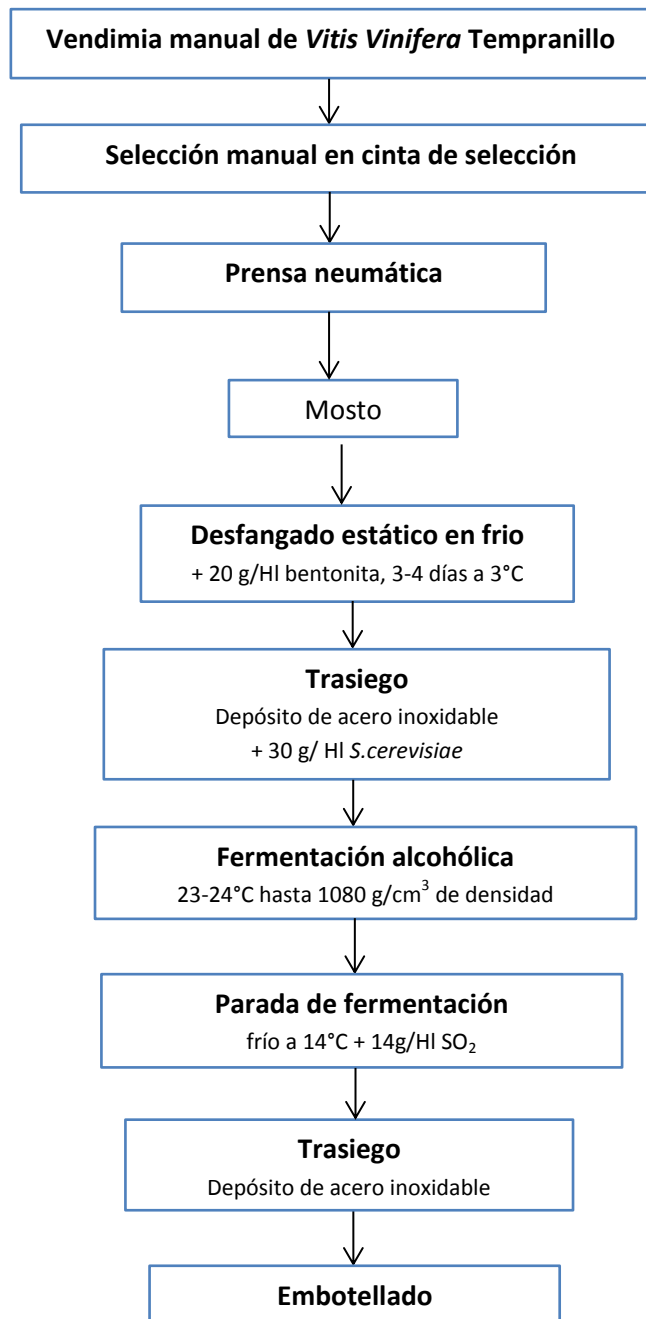 Vendimia manual de Vitis Vinifera Tempranillo
Selección manual en cinta de selección
Prensa neumática
Mosto
Desfangado estático en frio
+ 20 g/Hl bentonita, 3-4 días a 3°C
Trasiego
Depósito de acero inoxidable
+ 30 g/ Hl S.cerevisiae
Fermentación alcohólica
23-24°C hasta 1080 g/cm³ de densidad
Parada de fermentación
frío a 14°C + 14g/Hl SO₂
Trasiego
Depósito de acero inoxidable
Embotellado